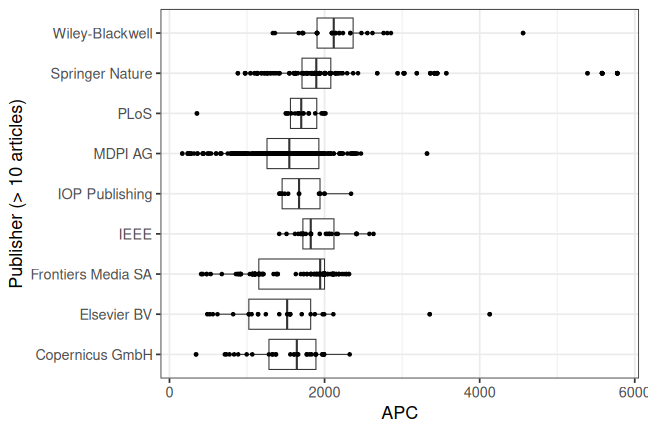 Publisher (> 10 articles)
Wiley-Blackwell
Springer Nature
PLoS
MDPI AG
IOP Publishing
IEEE
Frontiers Media SA
Elsevier BV
Copernicus GmbH
0 2000 4000 6000
APC